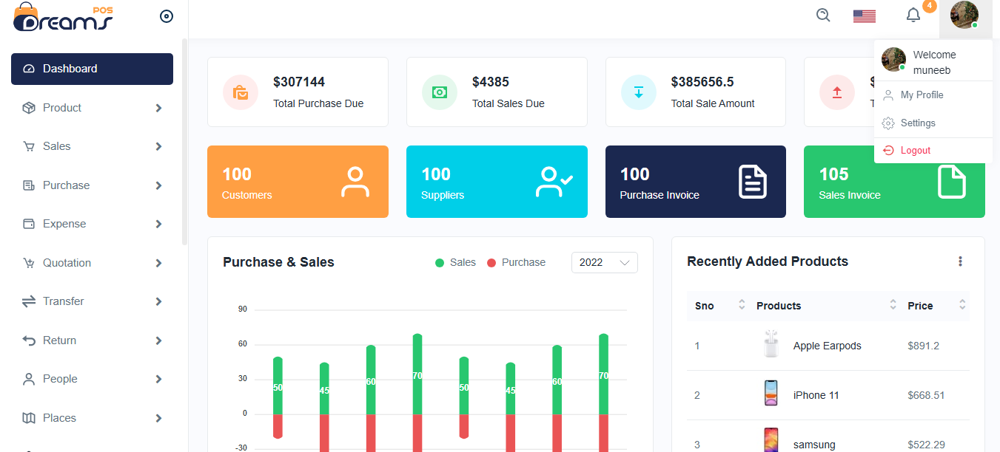 POS
Dreams
4
Dashboard
Product
Sales
Purchase
Expense
Quotation
Transfer
Return
People
Places
Welcome
muneeb
My Profile
Settings
Logout
$307144
Total Purchase Due
$4385
Total Sales Due
$385656.5
Total Sale Amount
$
100
Customers
100
Suppliers
100
Purchase Invoice
105
Sales Invoice
Purchase & Sales
Sales
Purchase
2022
90
60
30
0
-30
50
45
60
70
50
45
60
70
Recently Added Products
Sno Products Price
1 Apple Earpods $891.2
2 iPhone 11 $668.51
3 samsung $522.29